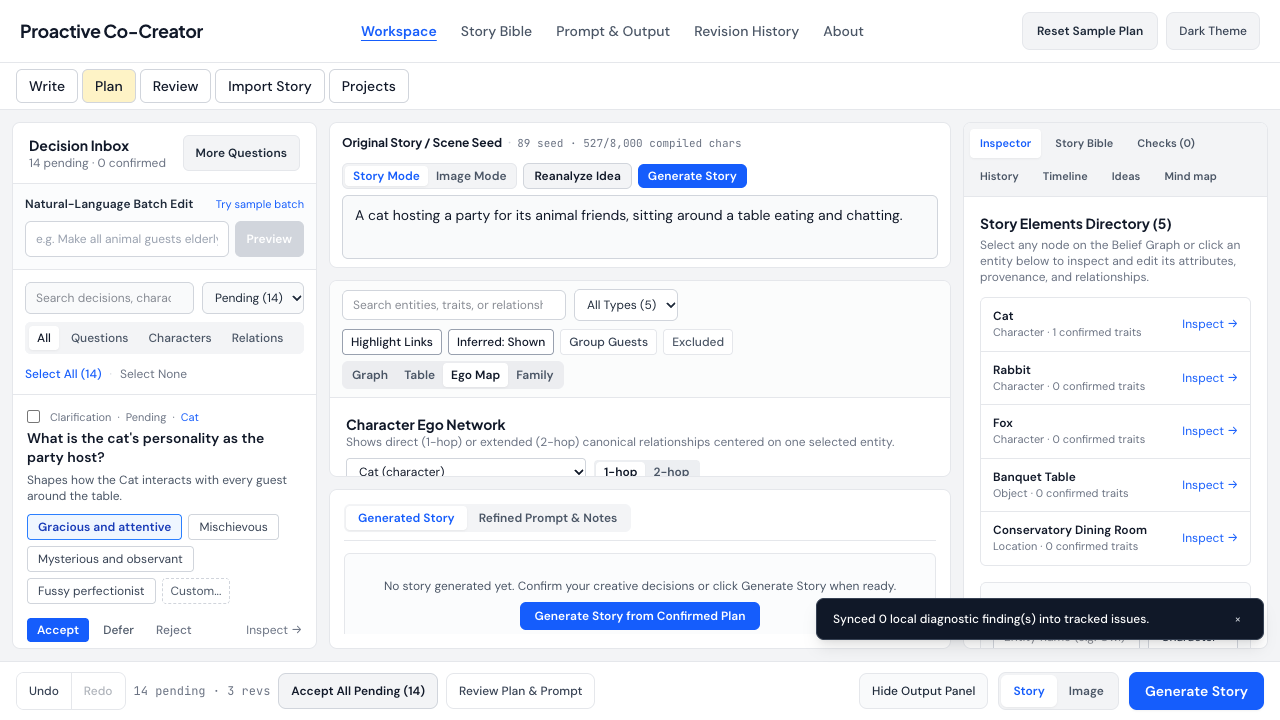 Proactive Co-Creator
Workspace
Story Bible
Prompt & Output
Revision History
About
Reset Sample Plan
Dark Theme
Write
Plan
Review
Import Story
Projects
Decision Inbox
14 pending · 0 confirmed
More Questions
Natural-Language Batch Edit
Try sample batch
e.g. Make all animal guests elderly
Preview
Search decisions, charac
Pending (14)
All
Questions
Characters
Relations
Select All (14) · Select None
Clarification · Pending · Cat
What is the cat's personality as the
party host?
Shapes how the Cat interacts with every guest
around the table.
Gracious and attentive
Mischievous
Mysterious and observant
Fussy perfectionist
Custom...
Accept
Defer
Reject
Inspect →
Original Story / Scene Seed · 89 seed · 527/8,000 compiled chars
Story Mode
Image Mode
Reanalyze Idea
Generate Story
A cat hosting a party for its animal friends, sitting around a table eating and chatting.
Search entities, traits, or relationsh
All Types (5)
Highlight Links
Inferred: Shown
Group Guests
Excluded
Graph
Table
Ego Map
Family
Character Ego Network
Shows direct (1-hop) or extended (2-hop) canonical relationships centered on one selected entity.
Cat (character)
1-hop
2-hop
Generated Story
Refined Prompt & Notes
No story generated yet. Confirm your creative decisions or click Generate Story when ready.
Generate Story from Confirmed Plan
Inspector
Story Bible
Checks (0)
History
Timeline
Ideas
Mind map
Story Elements Directory (5)
Select any node on the Belief Graph or click an
entity below to inspect and edit its attributes,
provenance, and relationships.
Cat
Character · 1 confirmed traits
Inspect →
Rabbit
Character · 0 confirmed traits
Inspect →
Fox
Character · 0 confirmed traits
Inspect →
Banquet Table
Object · 0 confirmed traits
Inspect →
Conservatory Dining Room
Location · 0 confirmed traits
Inspect →
Synced 0 local diagnostic finding(s) into tracked issues.
×
Undo
Redo
14 pending · 3 revs
Accept All Pending (14)
Review Plan & Prompt
Hide Output Panel
Story
Image
Generate Story